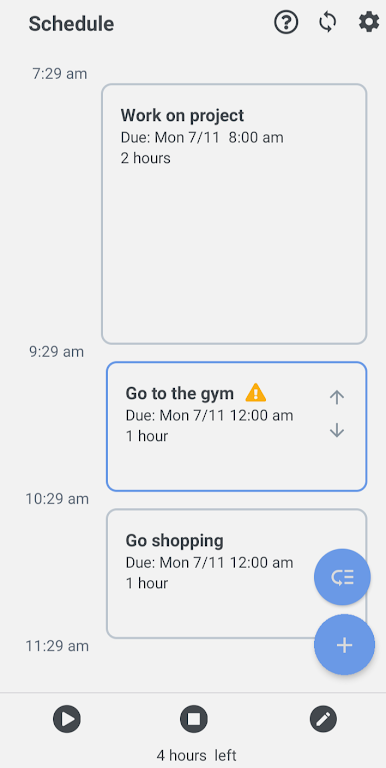 Schedule
7:29 am
Work on project
Due: Mon 7/11 8:00 am
2 hours
9:29 am
Go to the gym
Due: Mon 7/11 12:00 am
1 hour
10:29 am
Go shopping
Due: Mon 7/11 12:00 am
1 hour
11:29 am
4 hours left